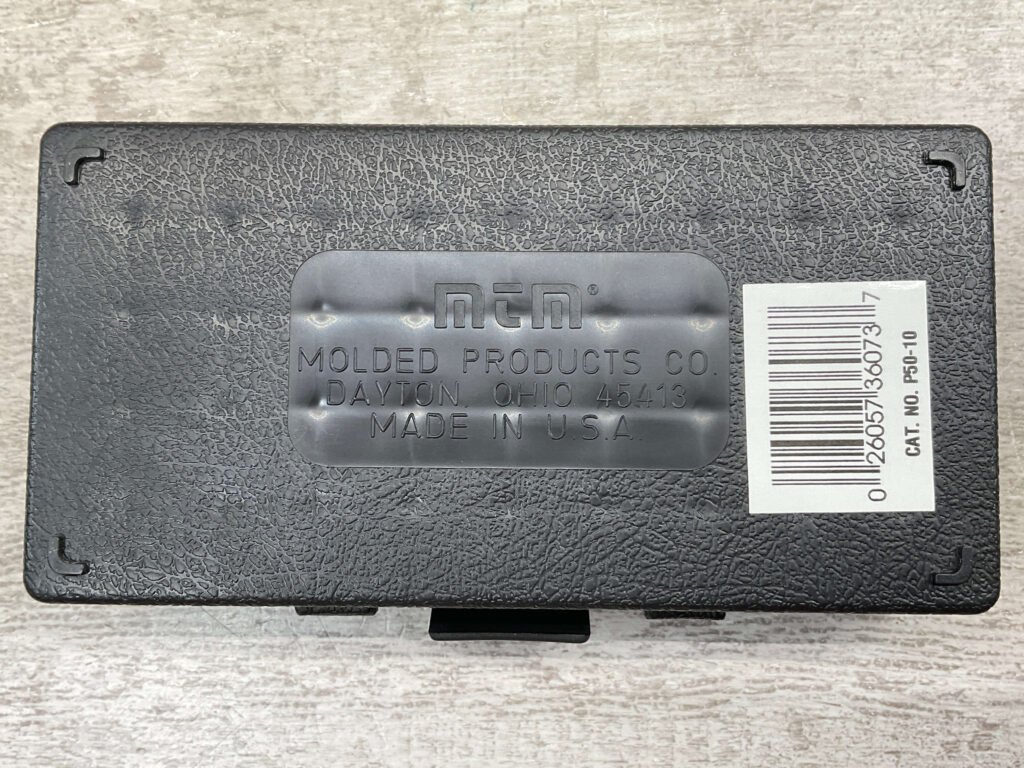 MTM®
MOLDED PRODUCTS CO.
DAYTON, OHIO 45413
MADE IN U.S.A.
0 26057 36073 7
CAT. NO. P50-10